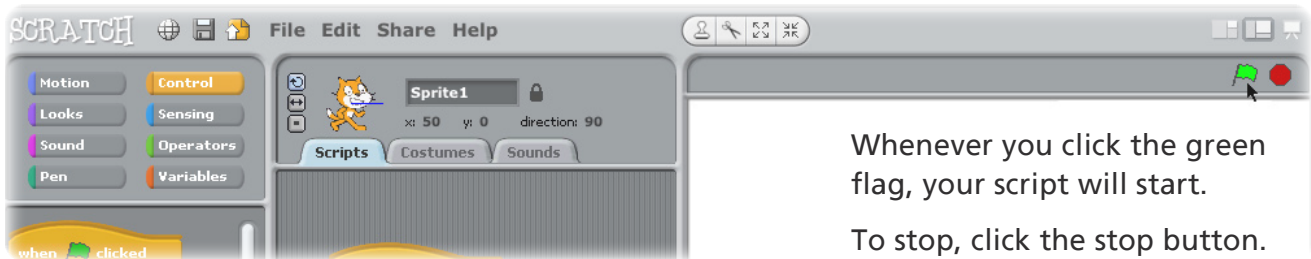 SCRATCH File Edit Share Help
Motion Control
Looks Sensing
Sound Operators
Pen Variables
when clicked
Sprite1
x: 50 y: 0 direction: 90
Scripts Costumes Sounds
Whenever you click the green
flag, your script will start.
To stop, click the stop button.